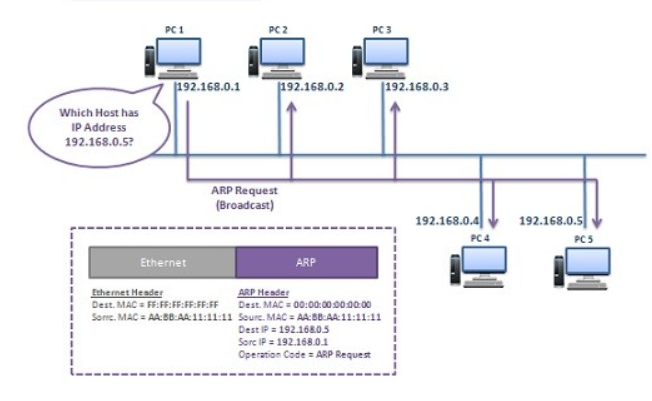 PC 1
PC 2
PC 3
192.168.0.1
192.168.0.2
192.168.0.3
Which Host has
IP Address
192.168.0.5?
ARP Request
(Broadcast)
192.168.0.4
192.168.0.5
PC 4
PC 5
Ethernet
ARP
Ethernet Header
Dest. MAC = FF:FF:FF:FF:FF:FF
Sorrc. MAC = AA:BB:AA:11:11:11
ARP Header
Dest. MAC = 00:00:00:00:00:00
Sourc. MAC = AA:BB:AA:11:11:11
Dest IP = 192.168.0.5
Sorc IP = 192.168.0.1
Operation Code = ARP Request